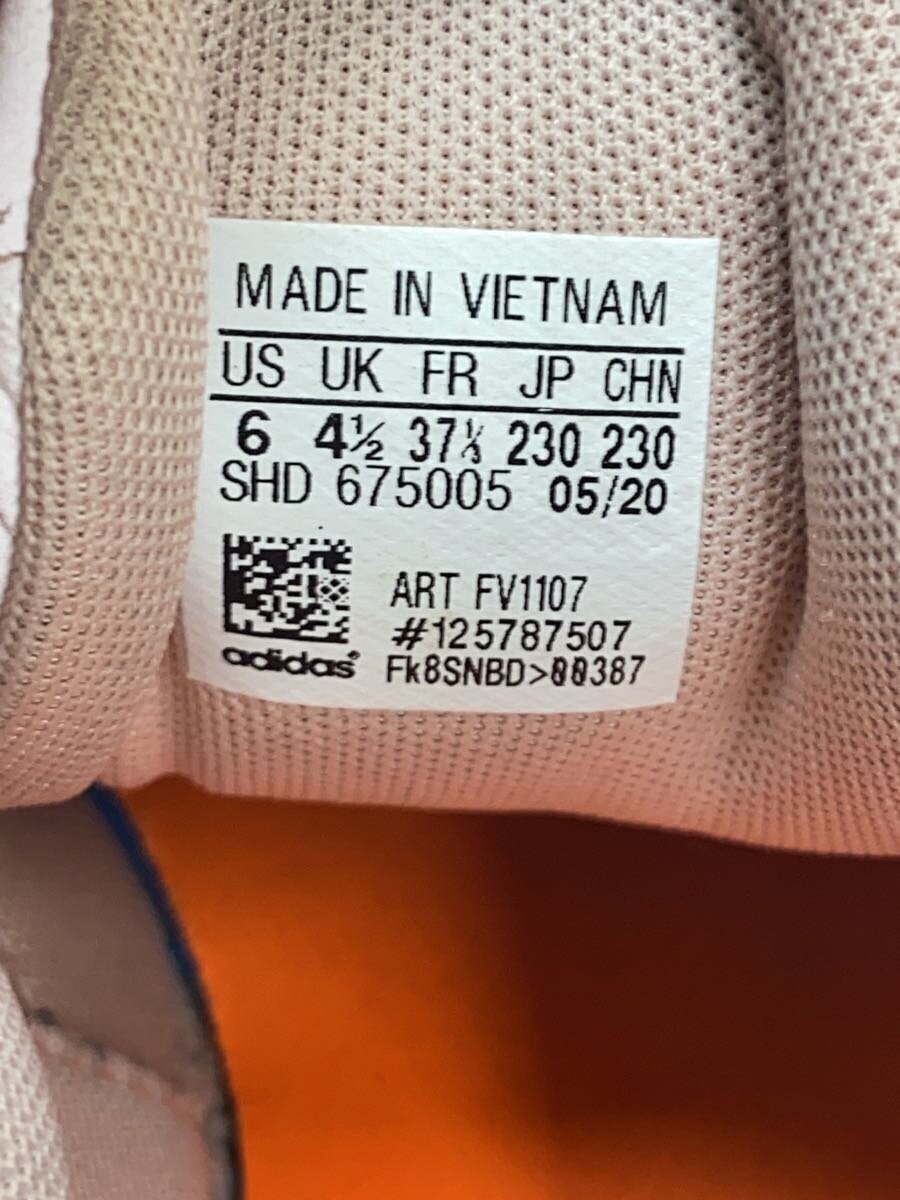 MADE IN VIETNAM
US UK FR JP CHN
6 4½ 37⅓ 230 230
SHD 675005 05/20
ART FV1107
#125787507
adidas® Fk8SNBD>00387